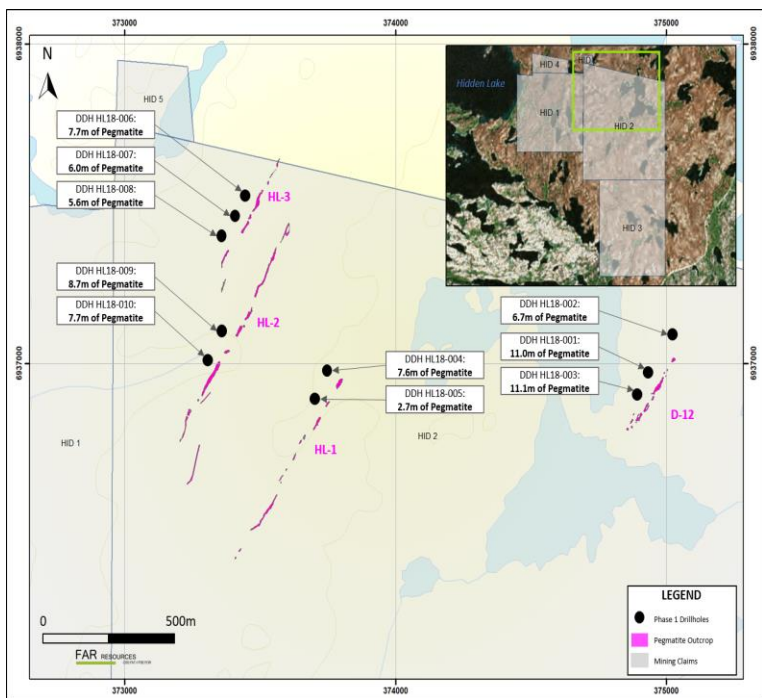 373000
374000
375000
6938000
6938000
N
HID 5
HID 4
HID 1
HID 2
HID 3
Hidden Lake
DDH HL18-006:
7.7m of Pegmatite
DDH HL18-007:
6.0m of Pegmatite
DDH HL18-008:
5.6m of Pegmatite
HL-3
DDH HL18-009:
8.7m of Pegmatite
DDH HL18-010:
7.7m of Pegmatite
HL-2
DDH HL18-002:
6.7m of Pegmatite
DDH HL18-001:
11.0m of Pegmatite
DDH HL18-003:
11.1m of Pegmatite
D-12
DDH HL18-004:
7.6m of Pegmatite
DDH HL18-005:
2.7m of Pegmatite
6937000
6937000
HID 1
HL-1
HID 2
0
500m
FAR RESOURCES
LEGEND
Phase 1 Drillholes
Pegmatite Outcrop
Mining Claims
373000
374000
375000